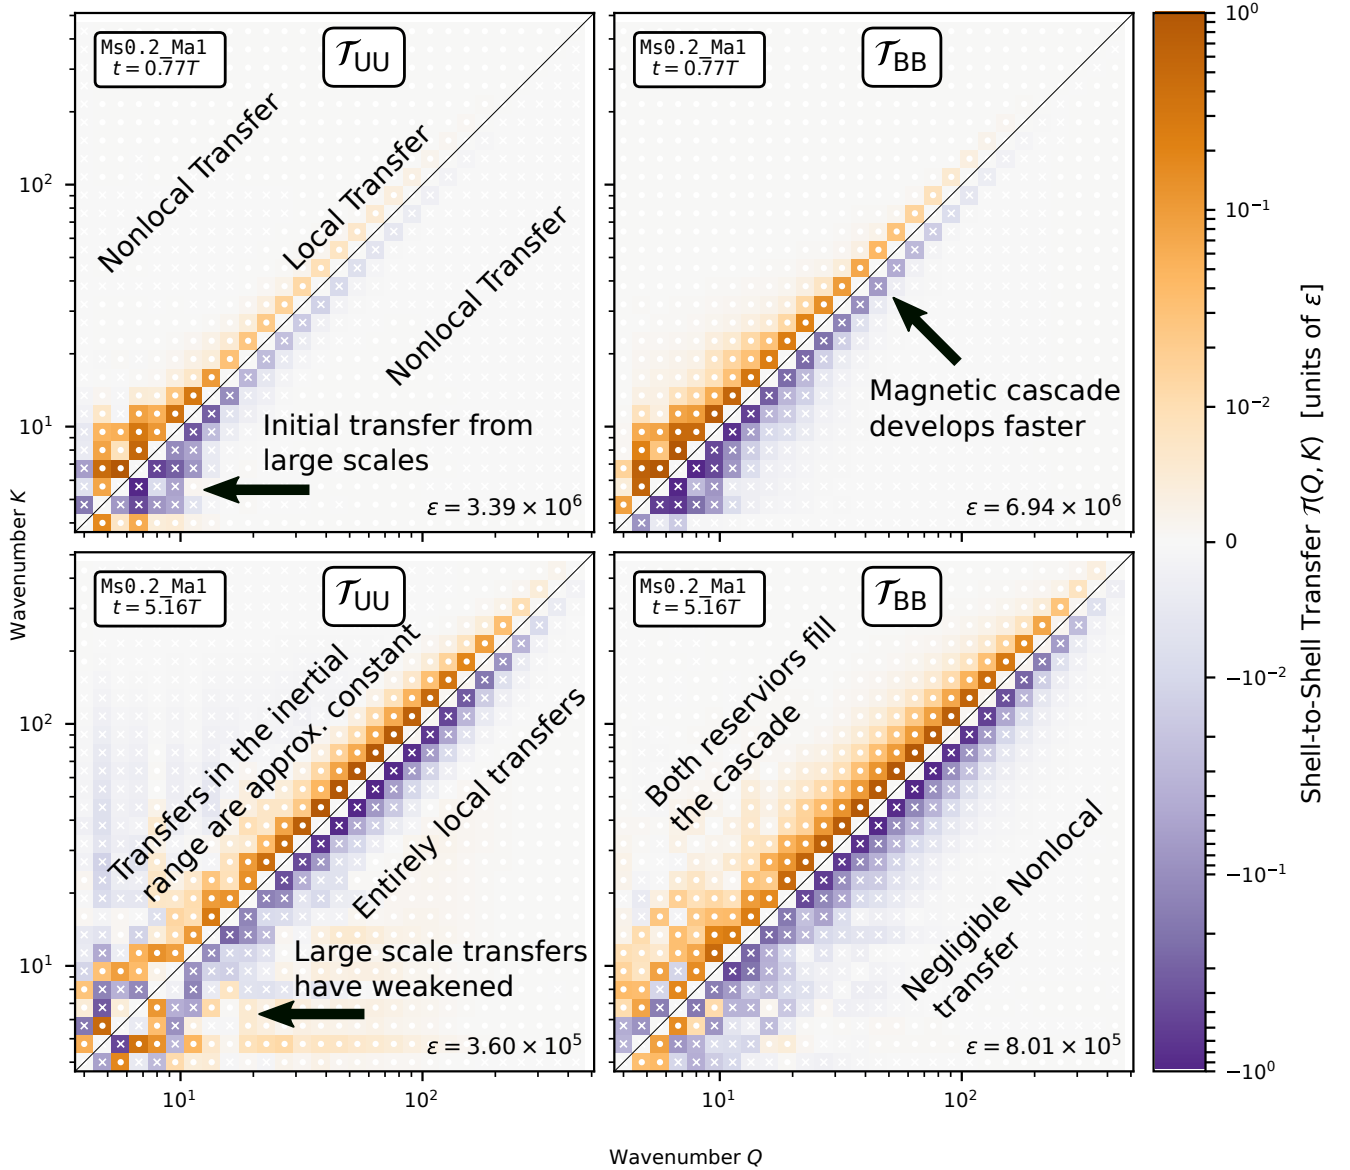 Ms0.2_Ma1
t = 0.77T
𝒯UU
Nonlocal Transfer
Local Transfer
Nonlocal Transfer
Initial transfer from
large scales
ε = 3.39 × 10⁶
10²
10¹
Ms0.2_Ma1
t = 0.77T
𝒯BB
Magnetic cascade
develops faster
ε = 6.94 × 10⁶
Wavenumber K
Ms0.2_Ma1
t = 5.16T
𝒯UU
Transfers in the inertial
range are approx. constant
Entirely local transfers
Large scale transfers
have weakened
ε = 3.60 × 10⁵
10²
10¹
10¹
10²
Ms0.2_Ma1
t = 5.16T
𝒯BB
Both reserviors fill
the cascade
Negligible Nonlocal
transfer
ε = 8.01 × 10⁵
10¹
10²
Wavenumber Q
10⁰
10⁻¹
10⁻²
0
−10⁻²
−10⁻¹
−10⁰
Shell-to-Shell Transfer 𝒯(Q, K) [units of ε]